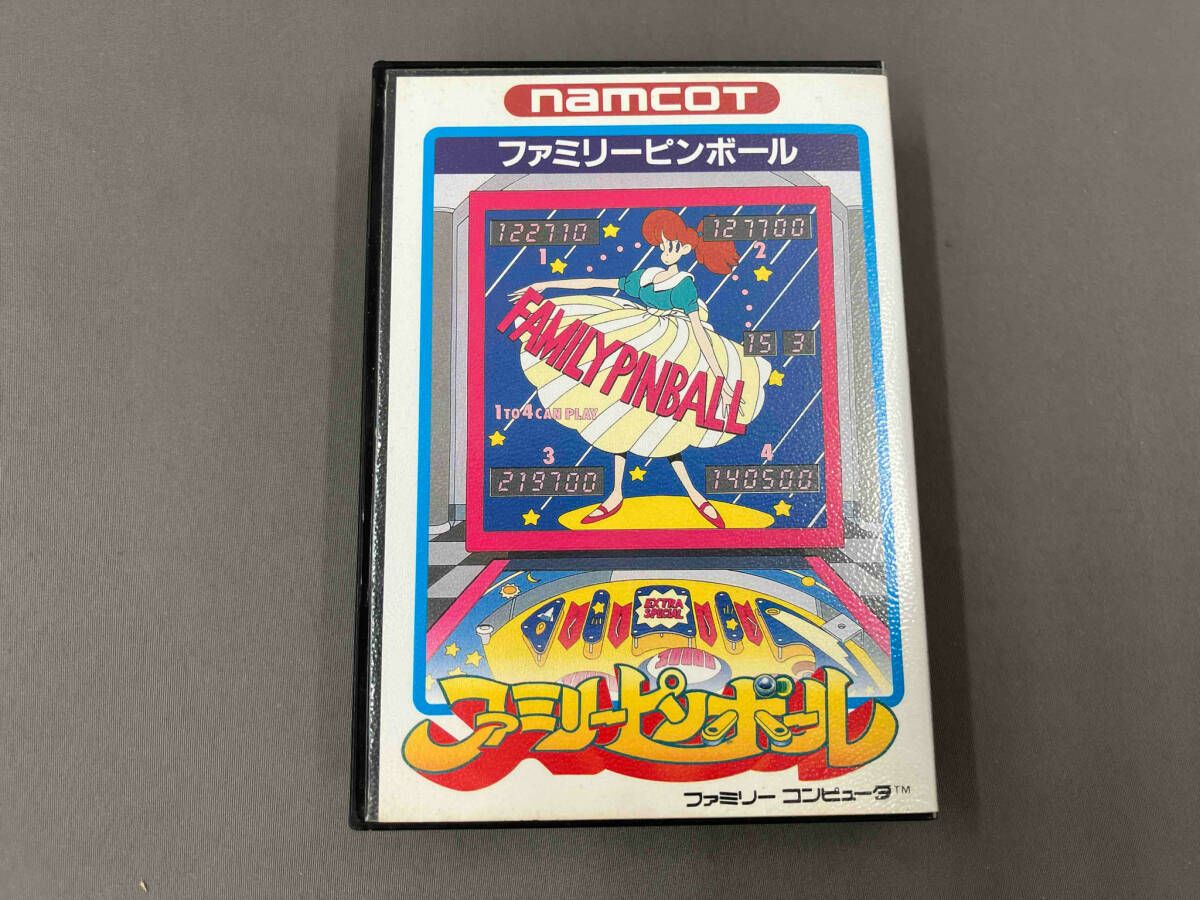 namcoT
ファミリーピンボール
122710
127700
1
2
FAMILY PINBALL
15 3
1 TO 4 CAN PLAY
3
4
219700
140500
EXTRA
SPECIAL
ファミリーピンボール
ファミリー コンピュータ™